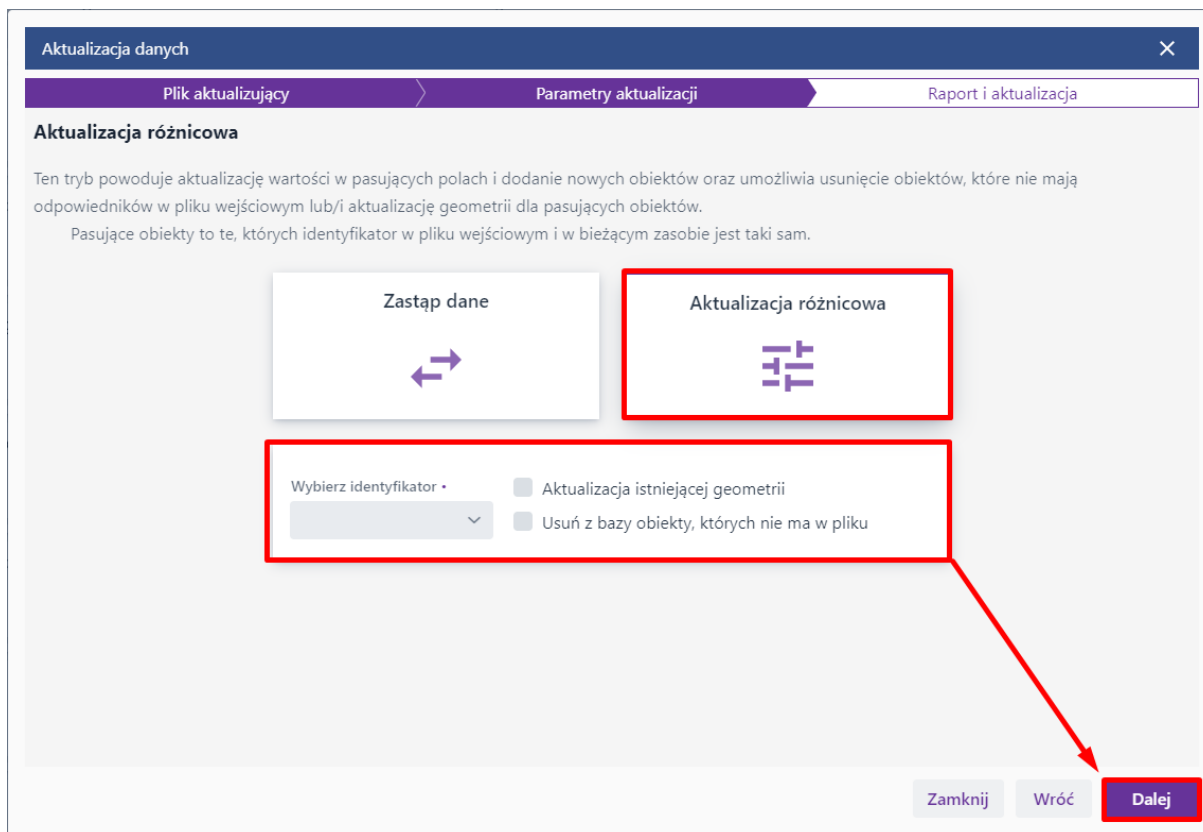 Aktualizacja danych
Plik aktualizujący
Parametry aktualizacji
Raport i aktualizacja
Aktualizacja różnicowa
Ten tryb powoduje aktualizację wartości w pasujących polach i dodanie nowych obiektów oraz umożliwia usunięcie obiektów, które nie mają
odpowiedników w pliku wejściowym lub/i aktualizację geometrii dla pasujących obiektów.
Pasujące obiekty to te, których identyfikator w pliku wejściowym i w bieżącym zasobie jest taki sam.
Zastąp dane
Aktualizacja różnicowa
Wybierz identyfikator •
Aktualizacja istniejącej geometrii
Usuń z bazy obiekty, których nie ma w pliku
Zamknij
Wróć
Dalej